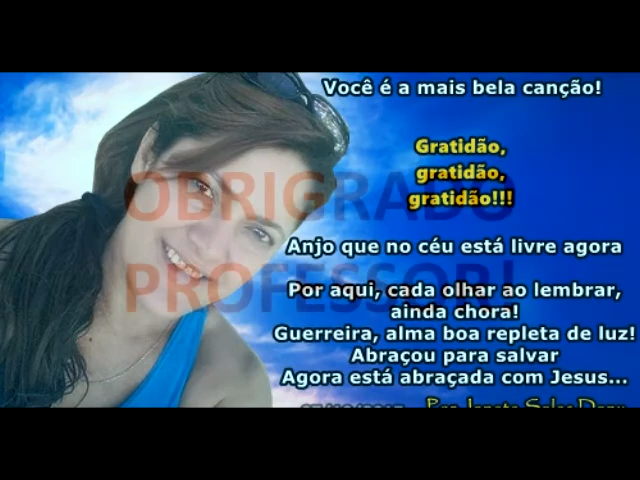 Você é a mais bela canção!
Gratidão,
gratidão,
gratidão!!!
OBRIGRADO
Anjo que no céu está livre agora
PROFESSOR!
Por aqui, cada olhar ao lembrar,
ainda chora!
Guerreira, alma boa repleta de luz!
Abraçou para salvar
Agora está abraçada com Jesus...